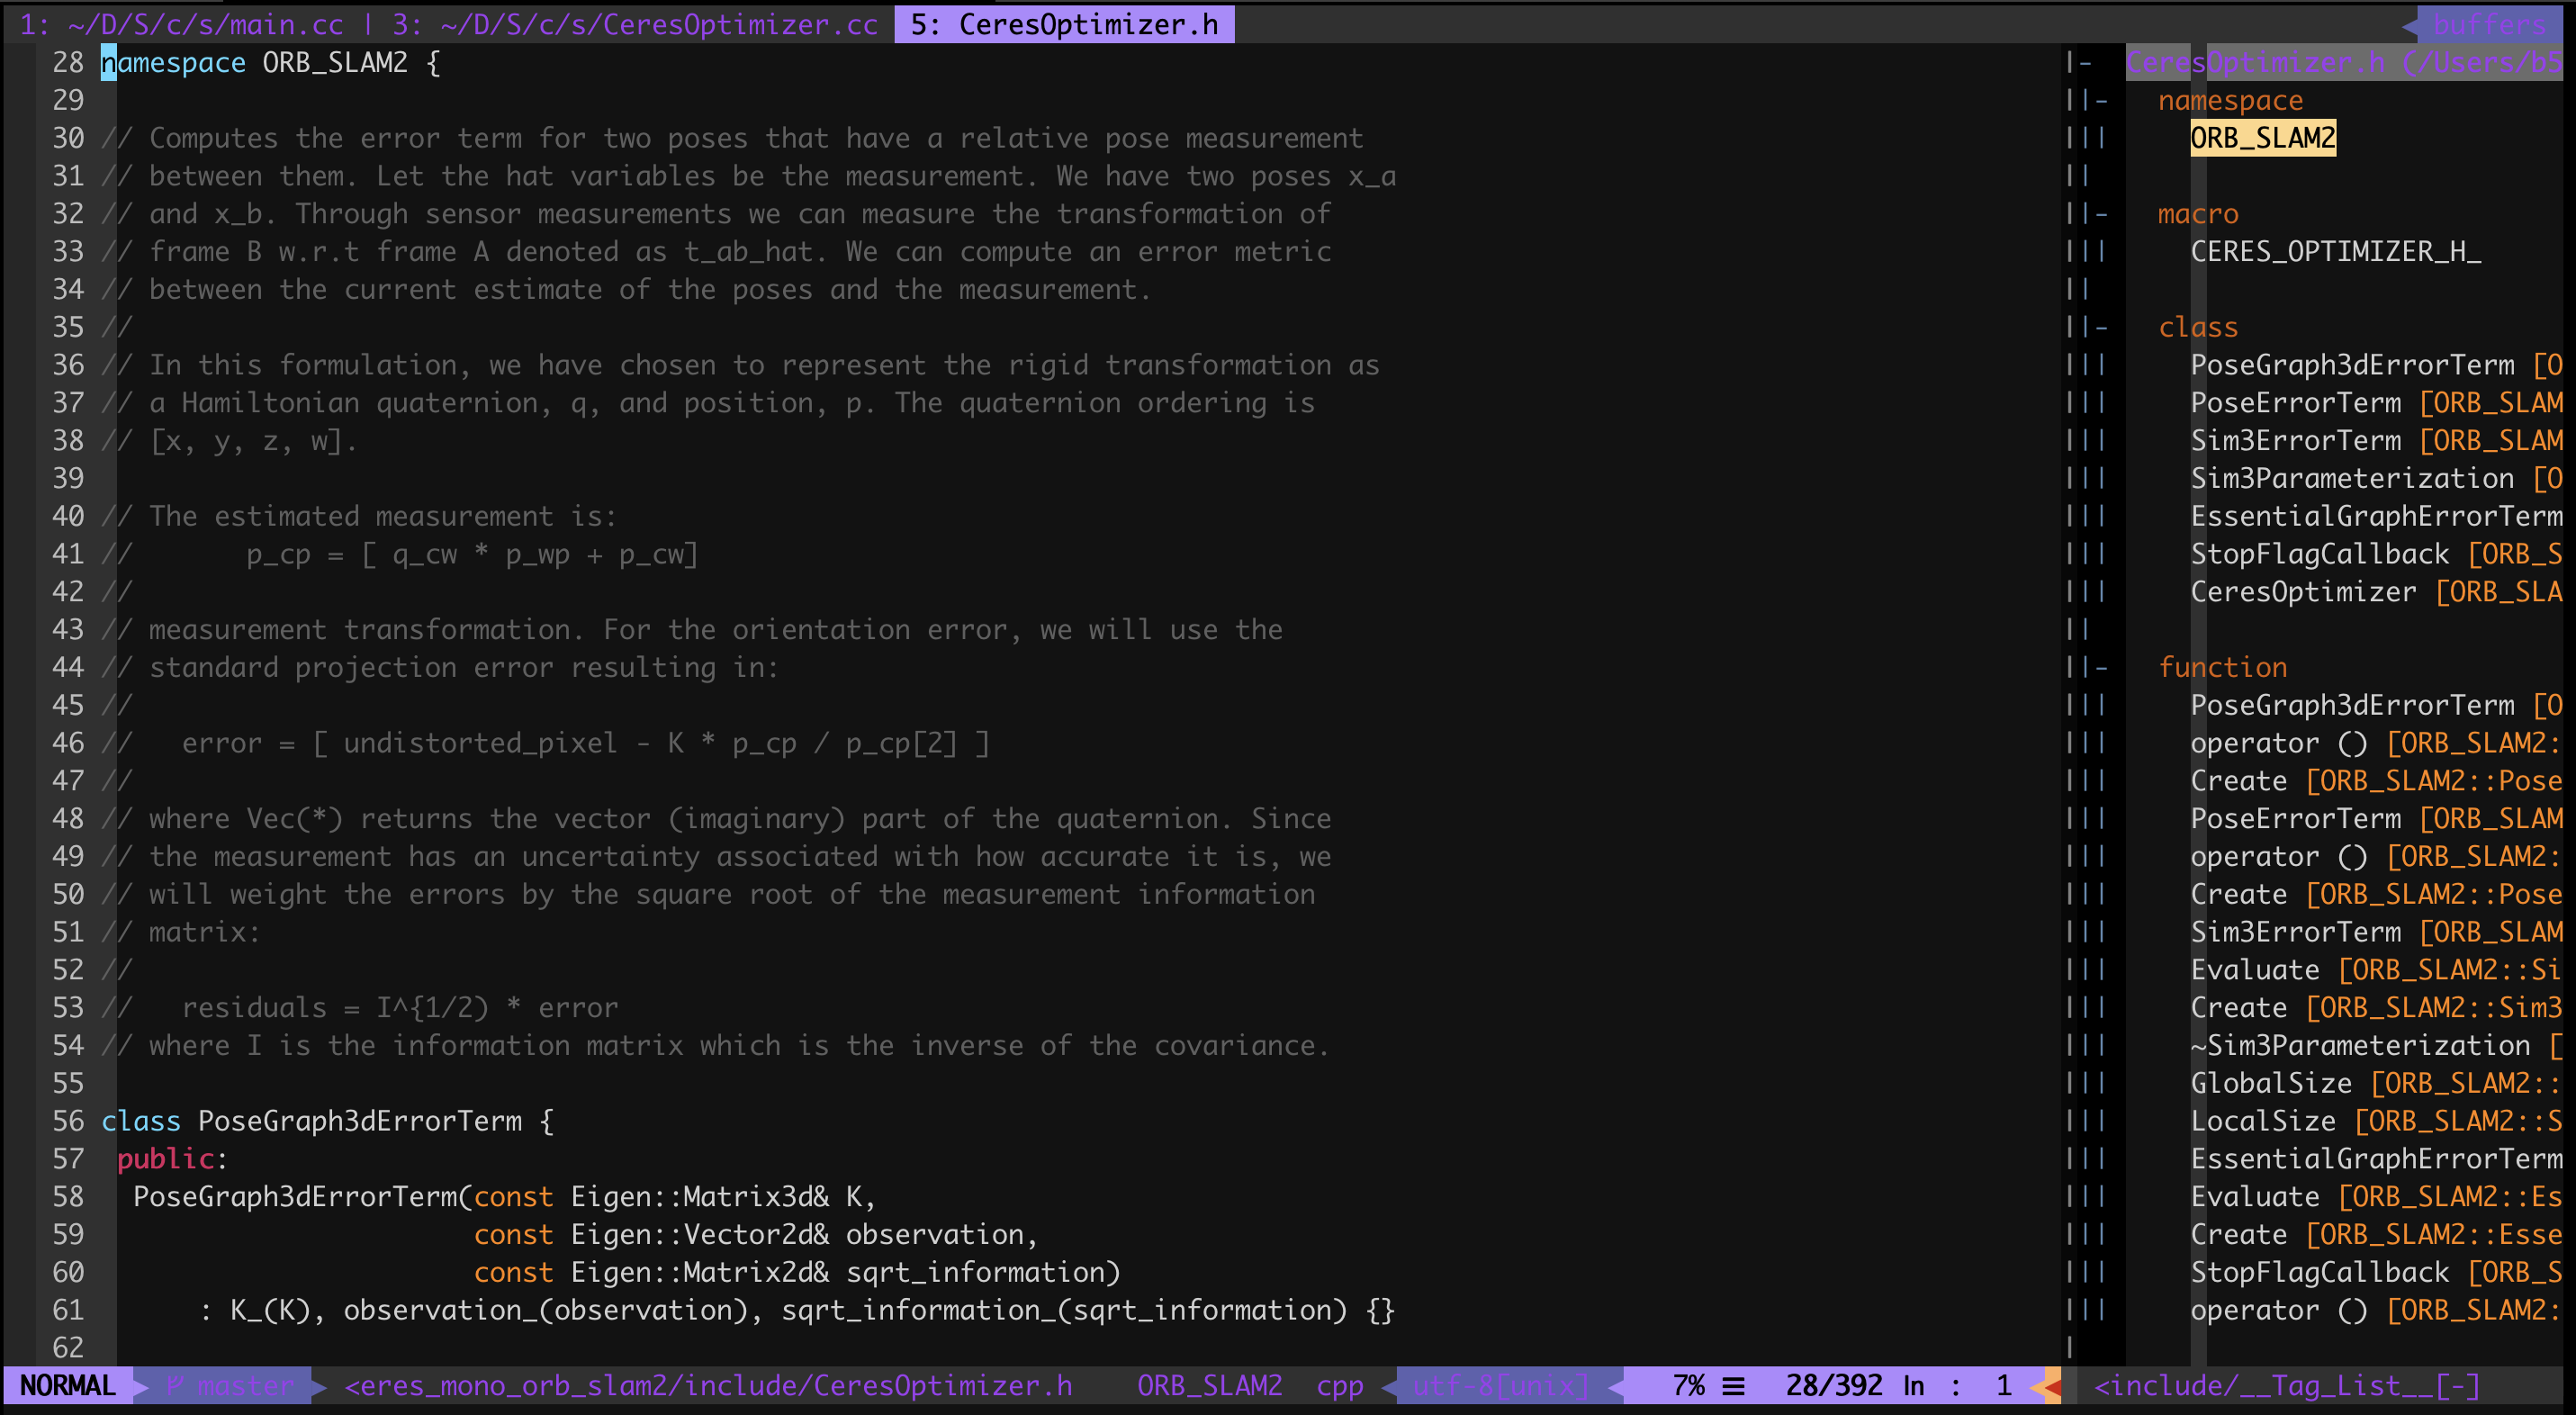 1: ~/D/S/c/s/main.cc | 3: ~/D/S/c/s/CeresOptimizer.cc 5: CeresOptimizer.h buffers
28 namespace ORB_SLAM2 {
29
30 // Computes the error term for two poses that have a relative pose measurement
31 // between them. Let the hat variables be the measurement. We have two poses x_a
32 // and x_b. Through sensor measurements we can measure the transformation of
33 // frame B w.r.t frame A denoted as t_ab_hat. We can compute an error metric
34 // between the current estimate of the poses and the measurement.
35 //
36 // In this formulation, we have chosen to represent the rigid transformation as
37 // a Hamiltonian quaternion, q, and position, p. The quaternion ordering is
38 // [x, y, z, w].
39
40 // The estimated measurement is:
41 //       p_cp = [ q_cw * p_wp + p_cw]
42 //
43 // measurement transformation. For the orientation error, we will use the
44 // standard projection error resulting in:
45 //
46 //   error = [ undistorted_pixel - K * p_cp / p_cp[2] ]
47 //
48 // where Vec(*) returns the vector (imaginary) part of the quaternion. Since
49 // the measurement has an uncertainty associated with how accurate it is, we
50 // will weight the errors by the square root of the measurement information
51 // matrix:
52 //
53 //   residuals = I^{1/2) * error
54 // where I is the information matrix which is the inverse of the covariance.
55
56 class PoseGraph3dErrorTerm {
57  public:
58   PoseGraph3dErrorTerm(const Eigen::Matrix3d& K,
59                        const Eigen::Vector2d& observation,
60                        const Eigen::Matrix2d& sqrt_information)
61       : K_(K), observation_(observation), sqrt_information_(sqrt_information) {}
62
|- CeresOptimizer.h (/Users/b5
||- namespace
|| ORB_SLAM2
||
||- macro
|| CERES_OPTIMIZER_H_
||
||- class
||| PoseGraph3dErrorTerm [O
||| PoseErrorTerm [ORB_SLAM
||| Sim3ErrorTerm [ORB_SLAM
||| Sim3Parameterization [O
||| EssentialGraphErrorTerm
||| StopFlagCallback [ORB_S
||| CeresOptimizer [ORB_SLA
||
||- function
||| PoseGraph3dErrorTerm [O
||| operator () [ORB_SLAM2:
||| Create [ORB_SLAM2::Pose
||| PoseErrorTerm [ORB_SLAM
||| operator () [ORB_SLAM2:
||| Create [ORB_SLAM2::Pose
||| Sim3ErrorTerm [ORB_SLAM
||| Evaluate [ORB_SLAM2::Si
||| Create [ORB_SLAM2::Sim3
||| ~Sim3Parameterization [
||| GlobalSize [ORB_SLAM2::
||| LocalSize [ORB_SLAM2::S
||| EssentialGraphErrorTerm
||| Evaluate [ORB_SLAM2::Es
||| Create [ORB_SLAM2::Esse
||| StopFlagCallback [ORB_S
||| operator () [ORB_SLAM2:
NORMAL master <eres_mono_orb_slam2/include/CeresOptimizer.h ORB_SLAM2 cpp utf-8[unix] 7% ☰ 28/392 ln : 1 <include/__Tag_List__[-]